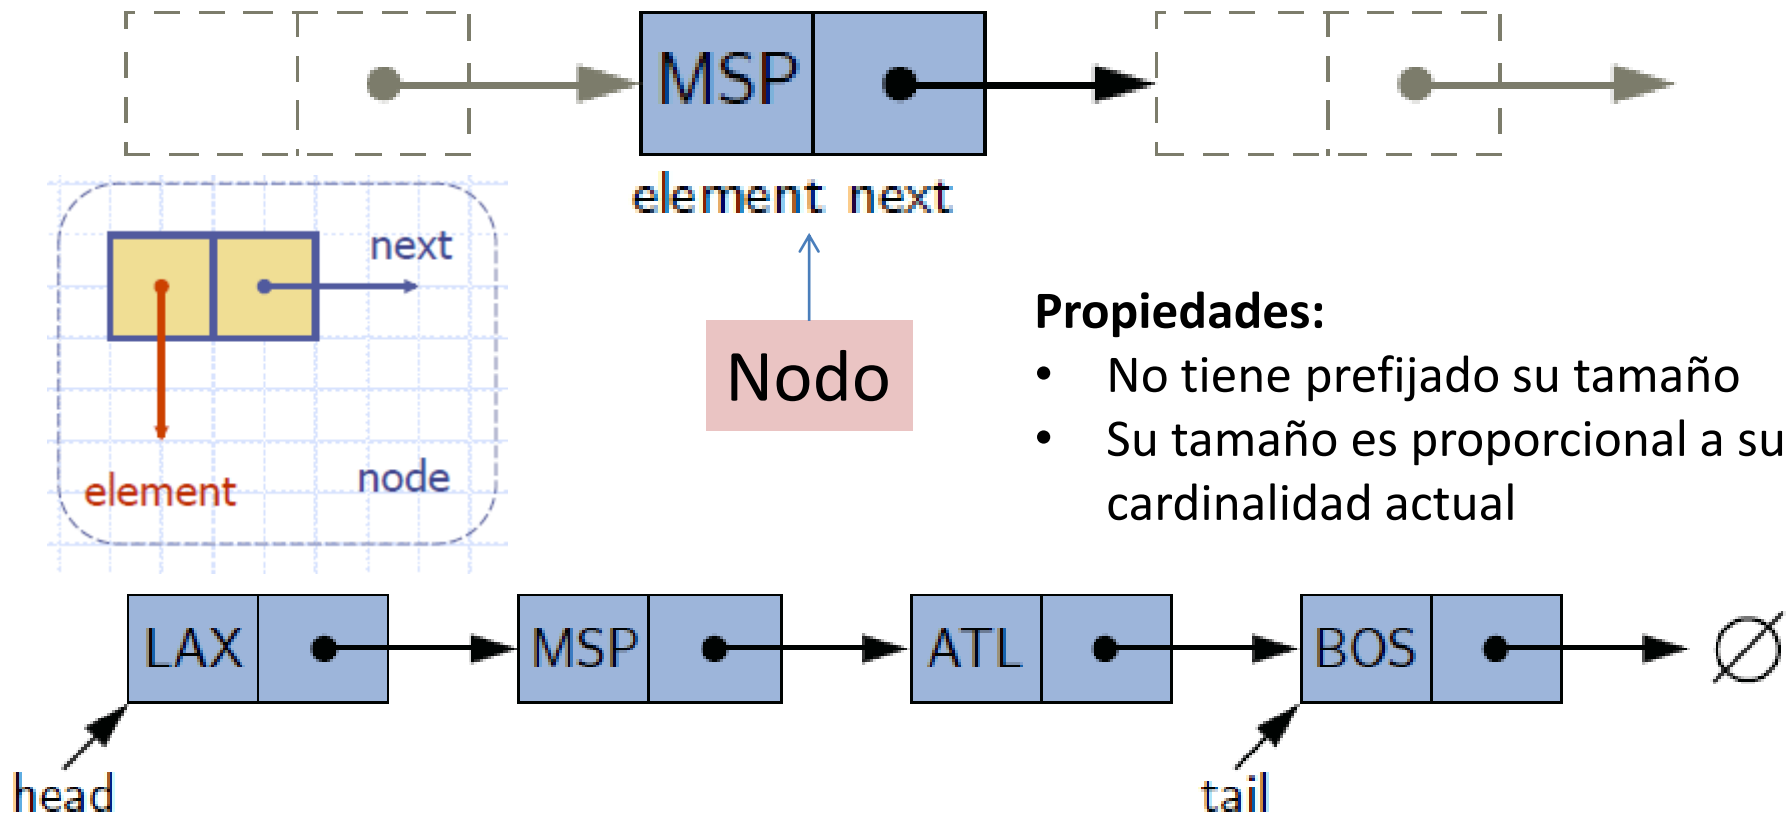 MSP
element next
next
element
node
Nodo
Propiedades:
• No tiene prefijado su tamaño
• Su tamaño es proporcional a su
cardinalidad actual
LAX MSP ATL BOS ∅
head
tail